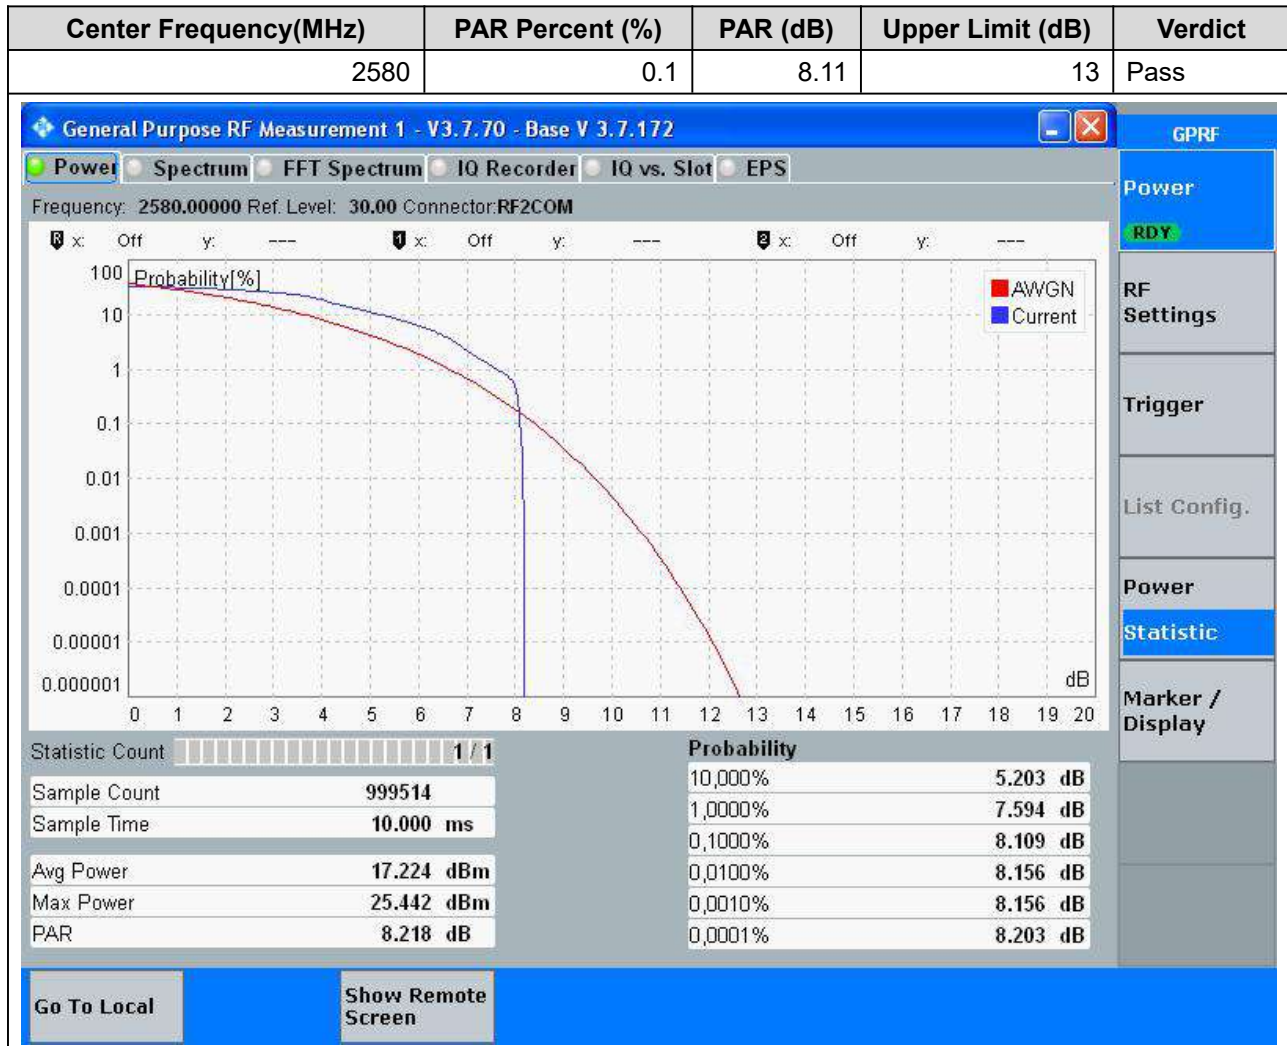 Center Frequency(MHz) PAR Percent (%) PAR (dB) Upper Limit (dB) Verdict
2580 0.1 8.11 13 Pass
General Purpose RF Measurement 1 - V3.7.70 - Base V 3.7.172
GPRF
Power Spectrum FFT Spectrum IQ Recorder IQ vs. Slot EPS
Power
RDY
Frequency: 2580.00000 Ref. Level: 30.00 Connector:RF2COM
R x: Off y: --- 1 x: Off y: --- 2 x: Off y: ---
Probability[%]
AWGN
Current
100
10
1
0.1
0.01
0.001
0.0001
0.00001
0.000001
dB
0 1 2 3 4 5 6 7 8 9 10 11 12 13 14 15 16 17 18 19 20
RF
Settings
Trigger
List Config.
Power
Statistic
Marker /
Display
Statistic Count 1 / 1
Sample Count 999514
Sample Time 10.000 ms
Avg Power 17.224 dBm
Max Power 25.442 dBm
PAR 8.218 dB
Probability
10,000% 5.203 dB
1,0000% 7.594 dB
0,1000% 8.109 dB
0,0100% 8.156 dB
0,0010% 8.156 dB
0,0001% 8.203 dB
Go To Local
Show Remote
Screen